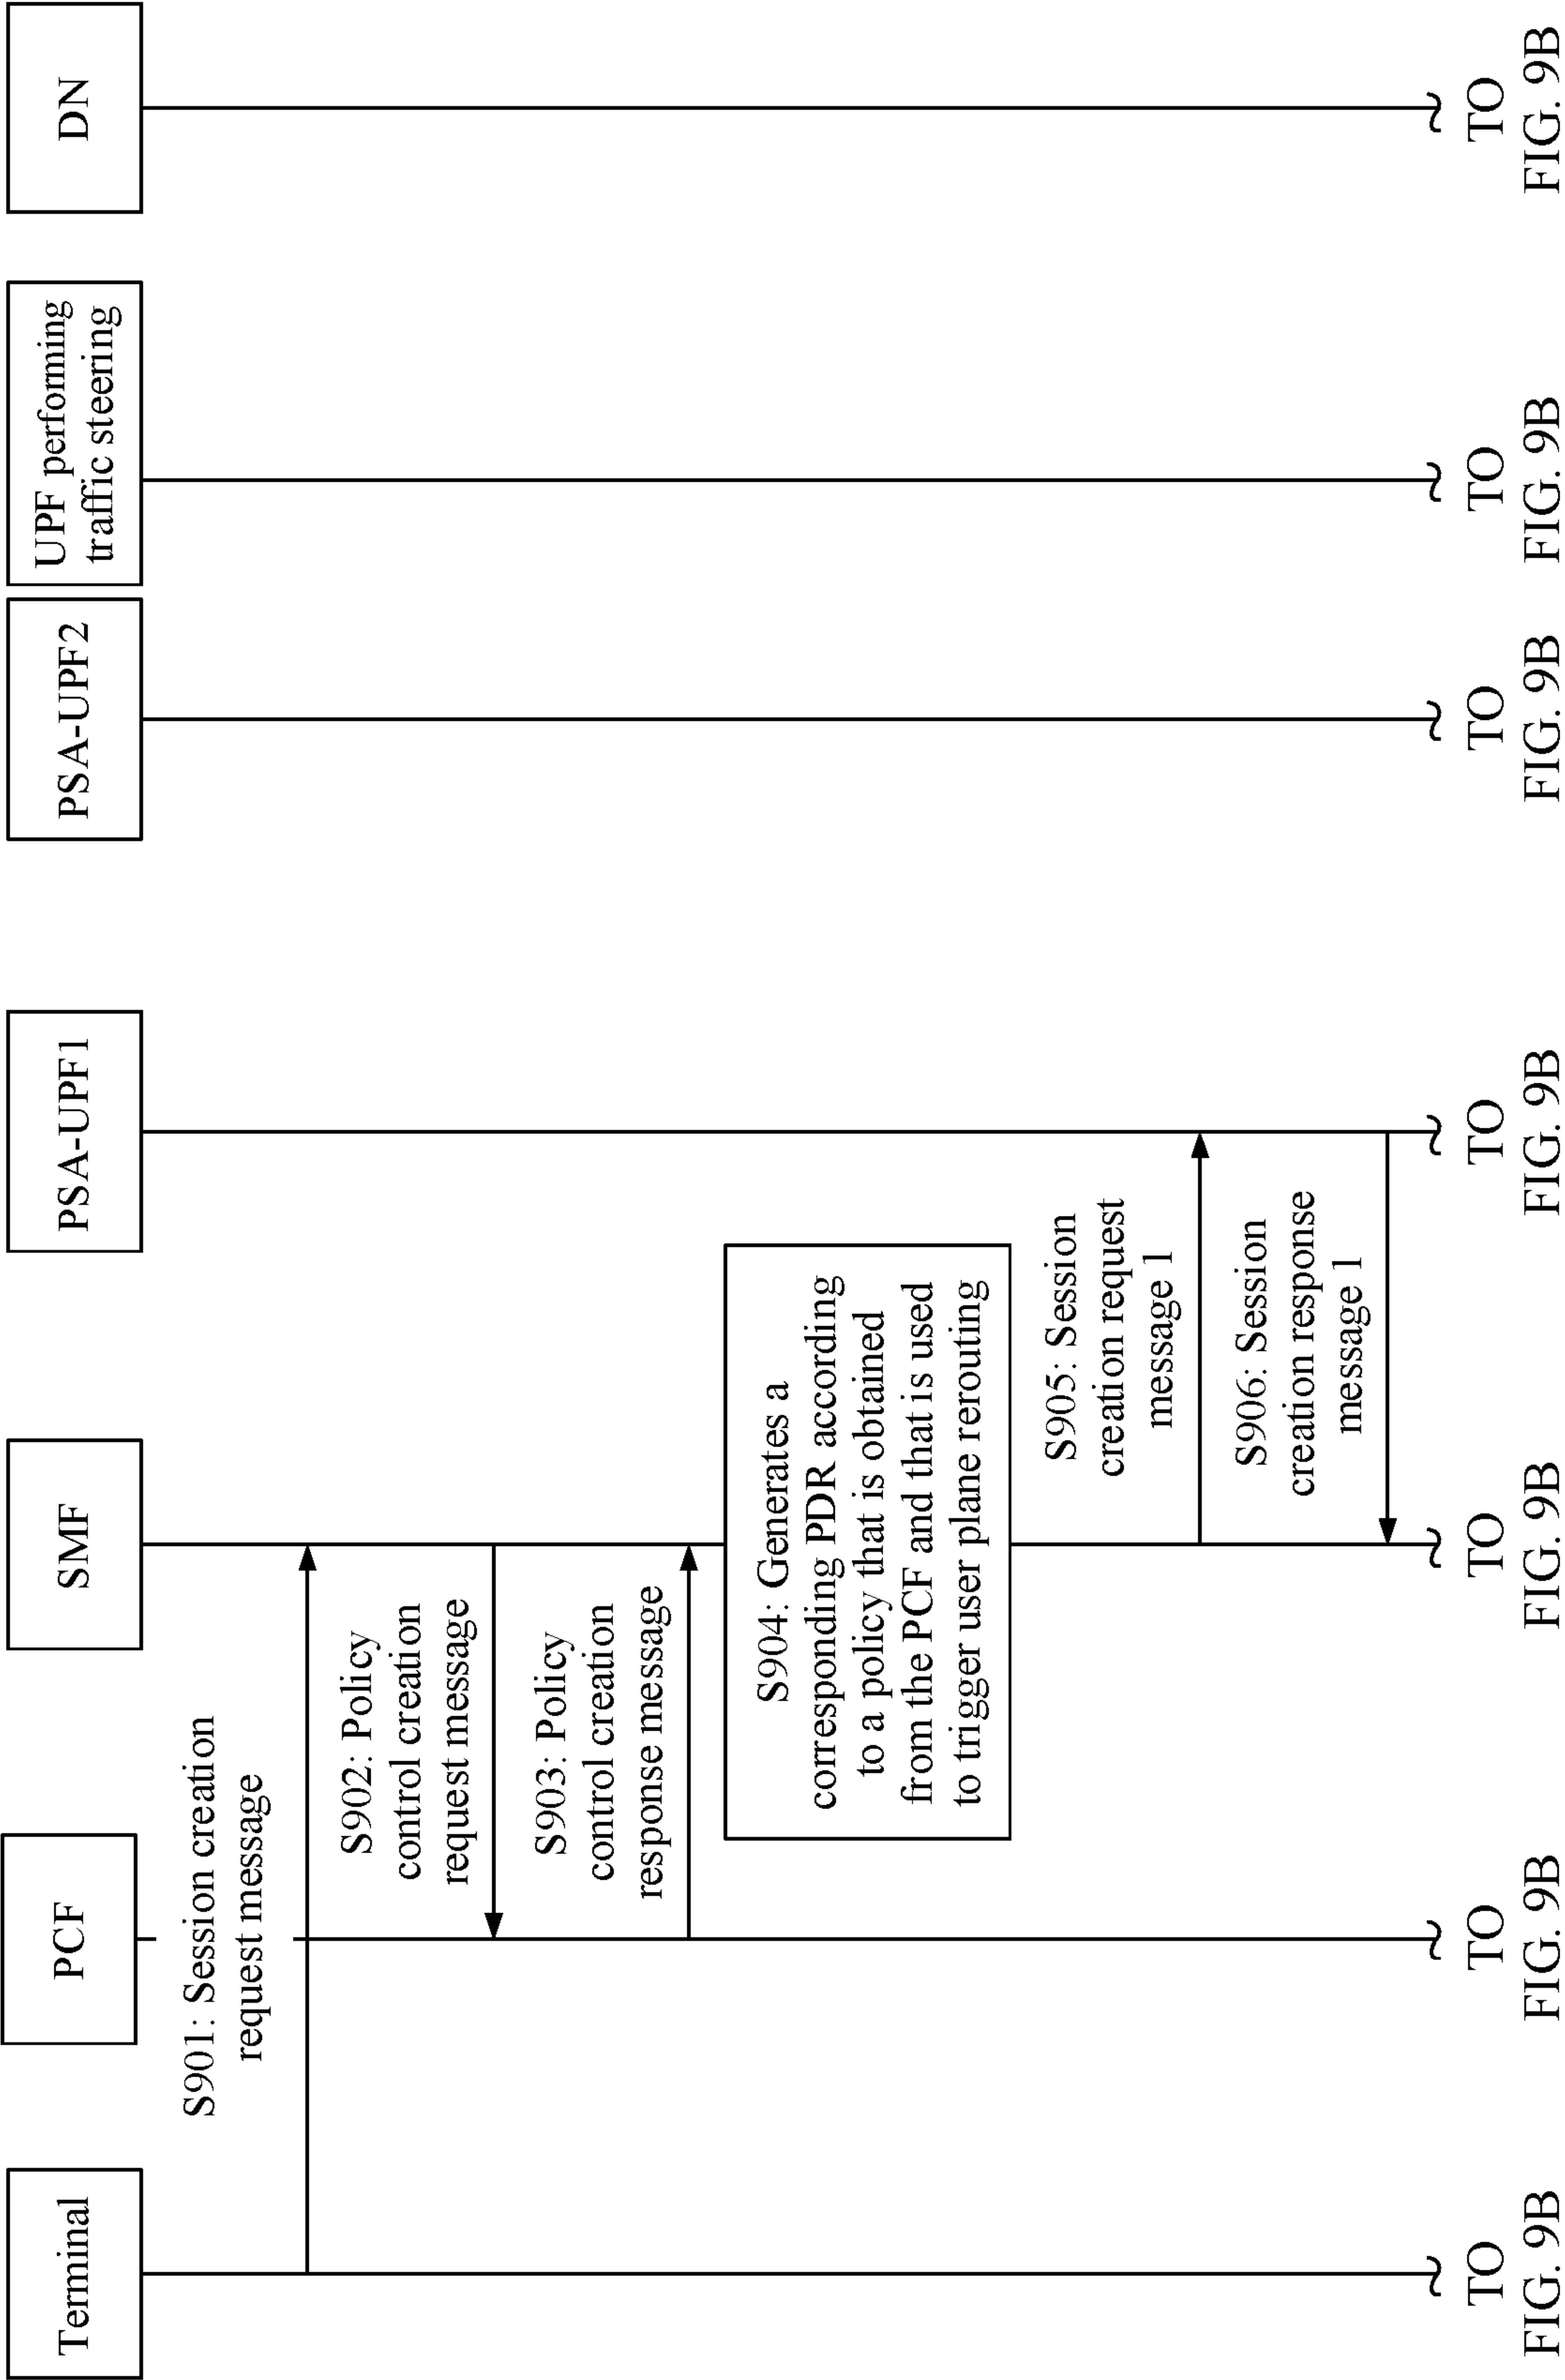 Terminal
PCF
SMF
PSA-UPF1
PSA-UPF2
UPF performing
traffic steering
DN
S901: Session creation
request message
S902: Policy
control creation
request message
S903: Policy
control creation
response message
S904: Generates a
corresponding PDR according
to a policy that is obtained
from the PCF and that is used
to trigger user plane rerouting
S905: Session
creation request
message 1
S906: Session
creation response
message 1
TO
FIG. 9B
TO
FIG. 9B
TO
FIG. 9B
TO
FIG. 9B
TO
FIG. 9B
TO
FIG. 9B
TO
FIG. 9B